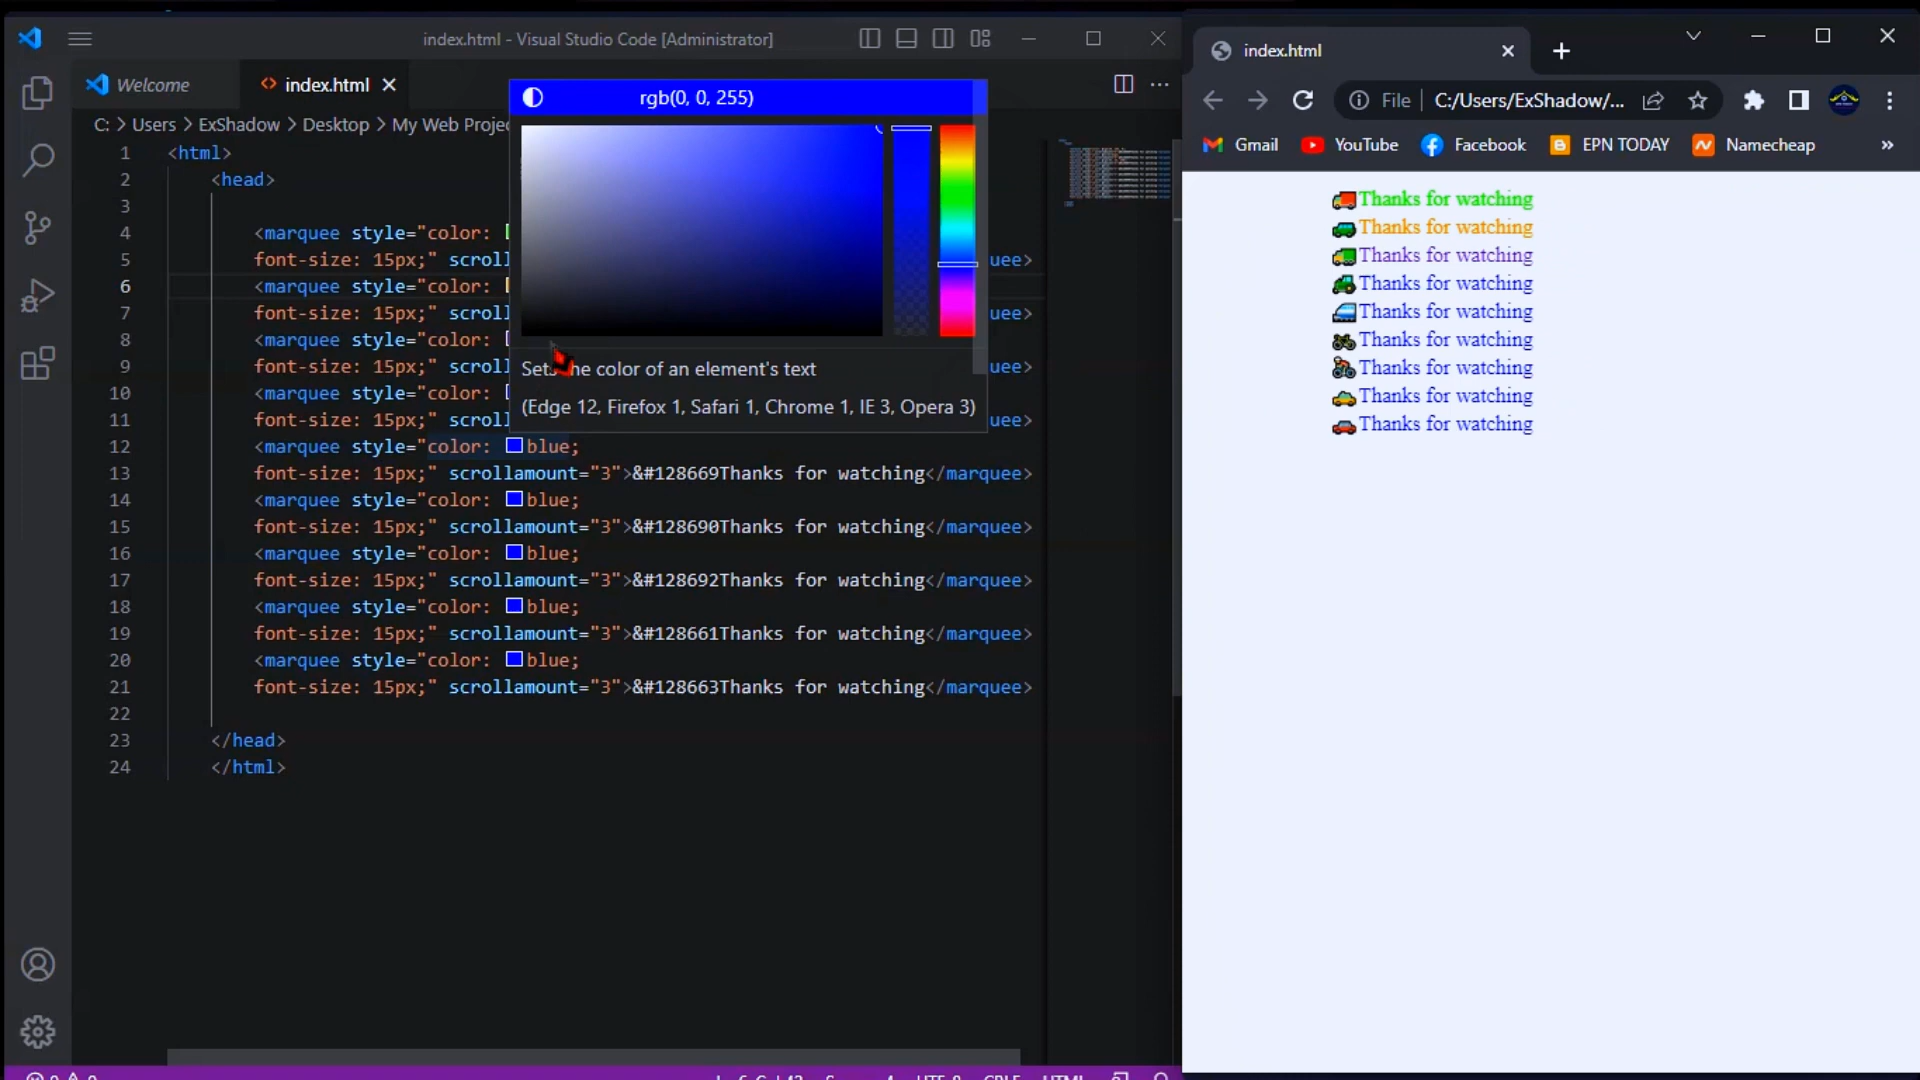 index.html - Visual Studio Code [Administrator]
Welcome
index.html
C: > Users > ExShadow > Desktop > My Web Projec
rgb(0, 0, 255)
Sets the color of an element's text
(Edge 12, Firefox 1, Safari 1, Chrome 1, IE 3, Opera 3)
1 <html>
2 <head>
3
4 <marquee style="color:
5 font-size: 15px;" scroll uee>
6 <marquee style="color:
7 font-size: 15px;" scroll uee>
8 <marquee style="color:
9 font-size: 15px;" scroll uee>
10 <marquee style="color:
11 font-size: 15px;" scroll uee>
12 <marquee style="color: blue;
13 font-size: 15px;" scrollamount="3">&#128669Thanks for watching</marquee>
14 <marquee style="color: blue;
15 font-size: 15px;" scrollamount="3">&#128690Thanks for watching</marquee>
16 <marquee style="color: blue;
17 font-size: 15px;" scrollamount="3">&#128692Thanks for watching</marquee>
18 <marquee style="color: blue;
19 font-size: 15px;" scrollamount="3">&#128661Thanks for watching</marquee>
20 <marquee style="color: blue;
21 font-size: 15px;" scrollamount="3">&#128663Thanks for watching</marquee>
22
23 </head>
24 </html>
index.html
File C:/Users/ExShadow/...
Gmail YouTube Facebook EPN TODAY Namecheap »
Thanks for watching
Thanks for watching
Thanks for watching
Thanks for watching
Thanks for watching
Thanks for watching
Thanks for watching
Thanks for watching
Thanks for watching